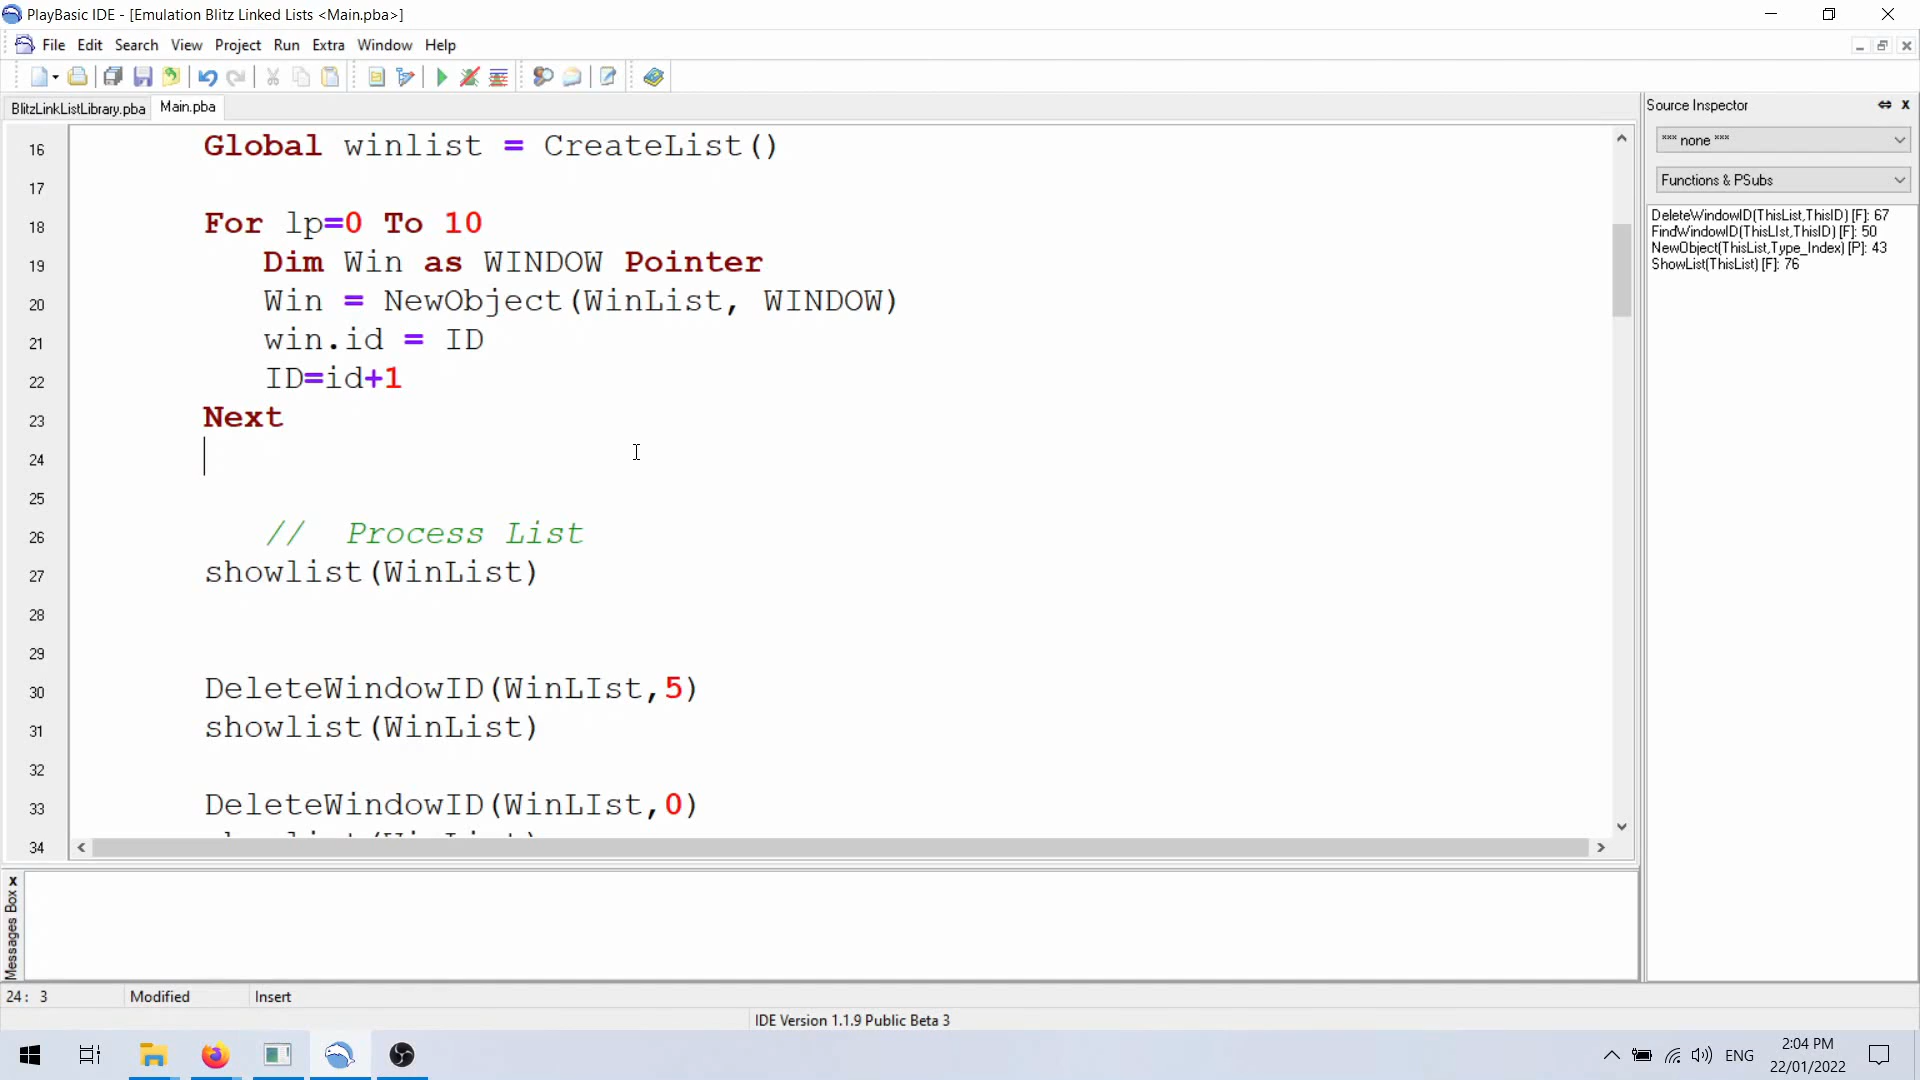 PlayBasic IDE - [Emulation Blitz Linked Lists <Main.pba>]
File Edit Search View Project Run Extra Window Help
BlitzLinkListLibrary.pba Main.pba
16 Global winlist = CreateList()
17
18 For lp=0 To 10
19 Dim Win as WINDOW Pointer
20 Win = NewObject(WinList, WINDOW)
21 win.id = ID
22 ID=id+1
23 Next
24
25
26 // Process List
27 showlist(WinList)
28
29
30 DeleteWindowID(WinLIst,5)
31 showlist(WinList)
32
33 DeleteWindowID(WinLIst,0)
34
Source Inspector
*** none ***
Functions & PSubs
DeleteWindowID(ThisList,ThisID) [F]: 67
FindWindowID(ThisLIst,ThisID) [F]: 50
NewObject(ThisList,Type_Index) [P]: 43
ShowList(ThisList) [F]: 76
Messages Box
24: 3 Modified Insert
IDE Version 1.1.9 Public Beta 3
ENG
2:04 PM
22/01/2022